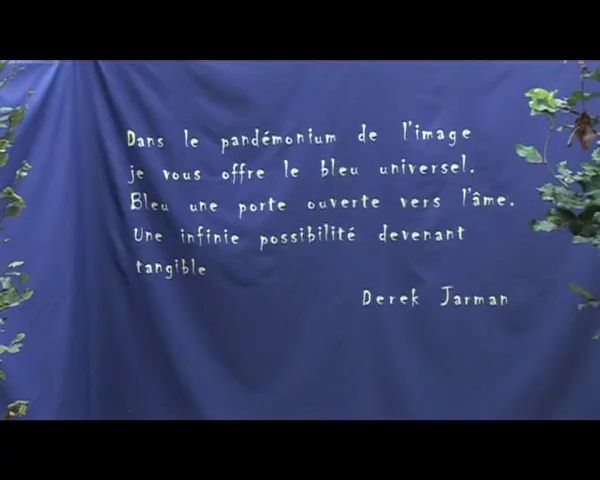 Dans le pandémonium de l'image
je vous offre le bleu universel.
Bleu une porte ouverte vers l'âme.
Une infinie possibilité devenant
tangible
Derek Jarman